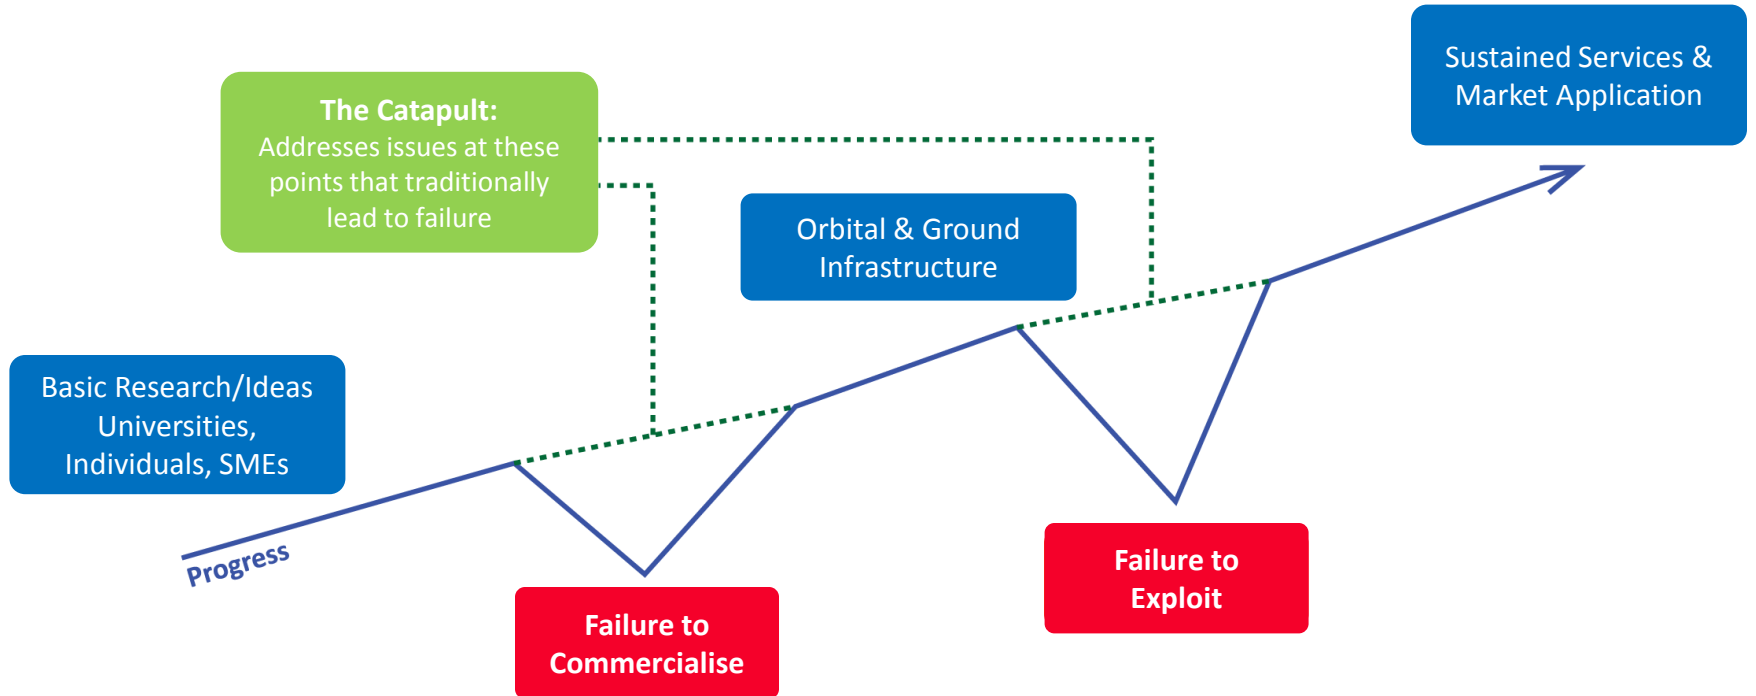 Sustained Services &
Market Application
The Catapult:
Addresses issues at these
points that traditionally
lead to failure
Orbital & Ground
Infrastructure
Basic Research/Ideas
Universities,
Individuals, SMEs
Progress
Failure to
Exploit
Failure to
Commercialise